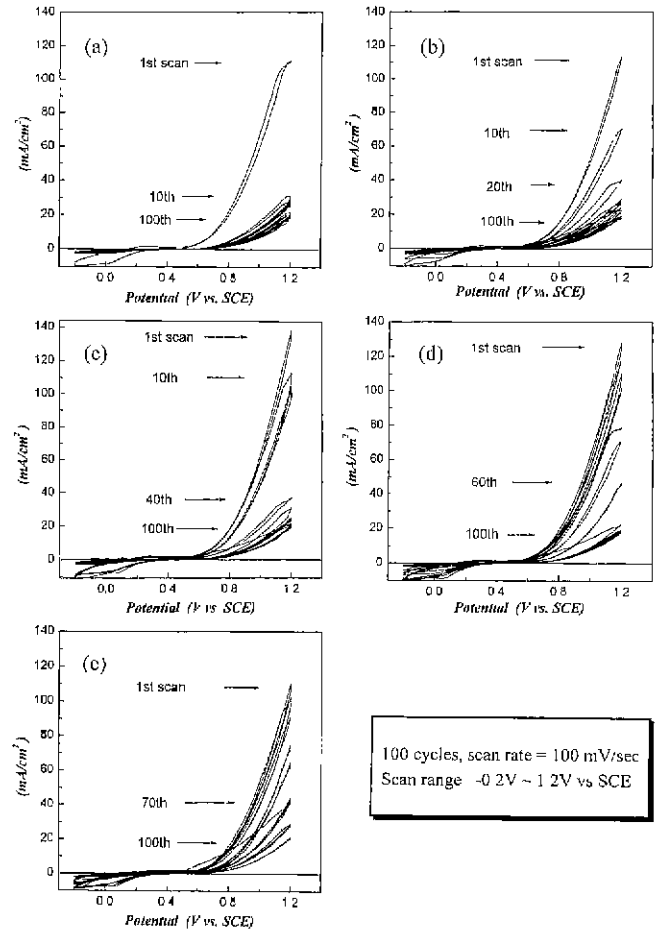 (a)
1st scan
10th
100th
140
120
100
80
60
40
20
0
(mA/cm²)
0.0 0.4 0.8 1.2
Potential (V vs. SCE)
(b)
1st scan
10th
20th
100th
140
120
100
80
60
40
20
0
(mA/cm²)
0.0 0.4 0.8 1.2
Potential (V vs. SCE)
(c)
1st scan
10th
40th
100th
140
120
100
80
60
40
20
0
(mA/cm²)
0.0 0.4 0.8 1.2
Potential (V vs SCE)
(d)
1st scan
60th
100th
140
120
100
80
60
40
20
0
(mA/cm²)
0.0 0.4 0.8 1.2
Potential (V vs. SCE)
(e)
1st scan
70th
100th
140
120
100
80
60
40
20
0
(mA/cm²)
0.0 0.4 0.8 1.2
Potential (V vs. SCE)
100 cycles, scan rate = 100 mV/sec
Scan range -0.2V ~ 1.2V vs SCE